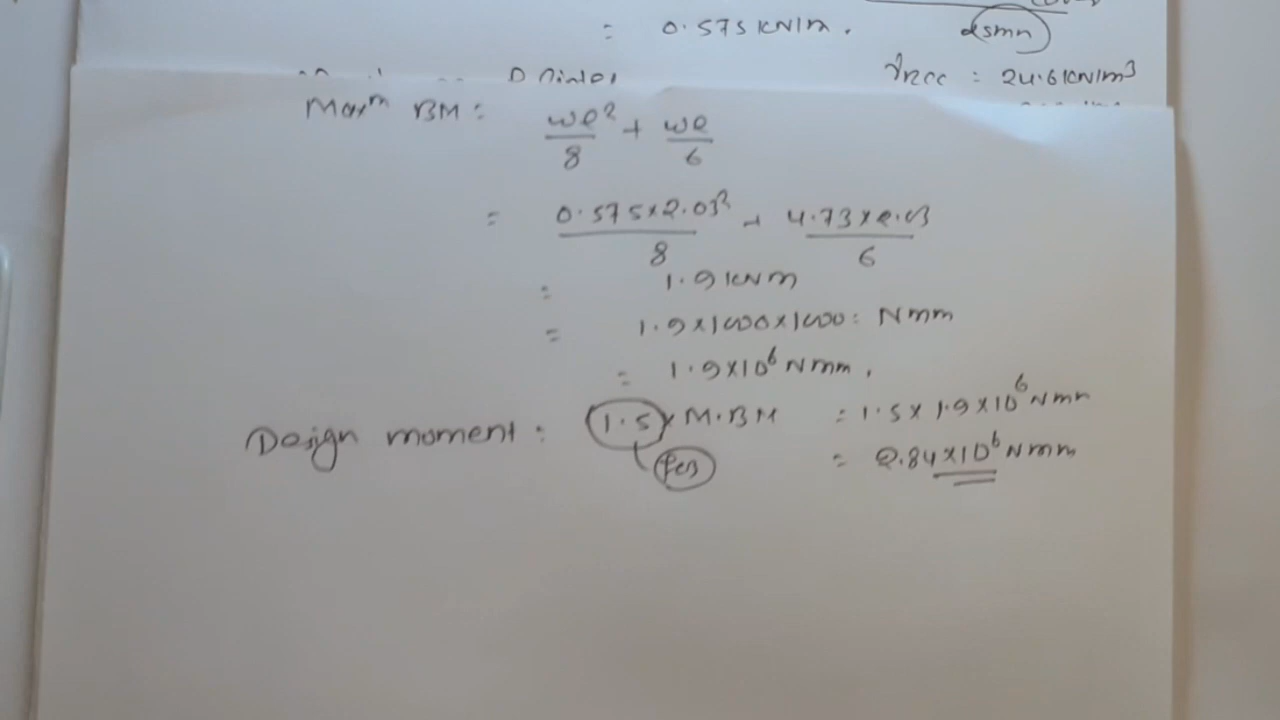 = 0.575 KN/m.
dsmn
γRCC = 24.6 KN/m³
Maxᵐ BM = wl²/8 + wl/6
= 0.575×2.03²/8 + 4.73×2.03/6
= 1.9 KNm
= 1.9×1000×1000 = Nmm
= 1.9×10⁶ Nmm.
Design moment = 1.5 × M.BM = 1.5 × 1.9×10⁶ Nmm
= 2.84×10⁶ Nmm